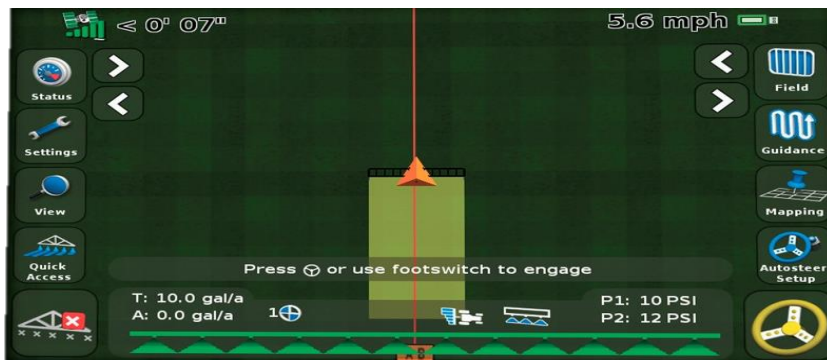 < 0' 07"
5.6 mph
Status
Field
Settings
Guidance
View
Mapping
Quick
Access
Press or use footswitch to engage
Autosteer
Setup
T: 10.0 gal/a
A: 0.0 gal/a
1
P1: 10 PSI
P2: 12 PSI